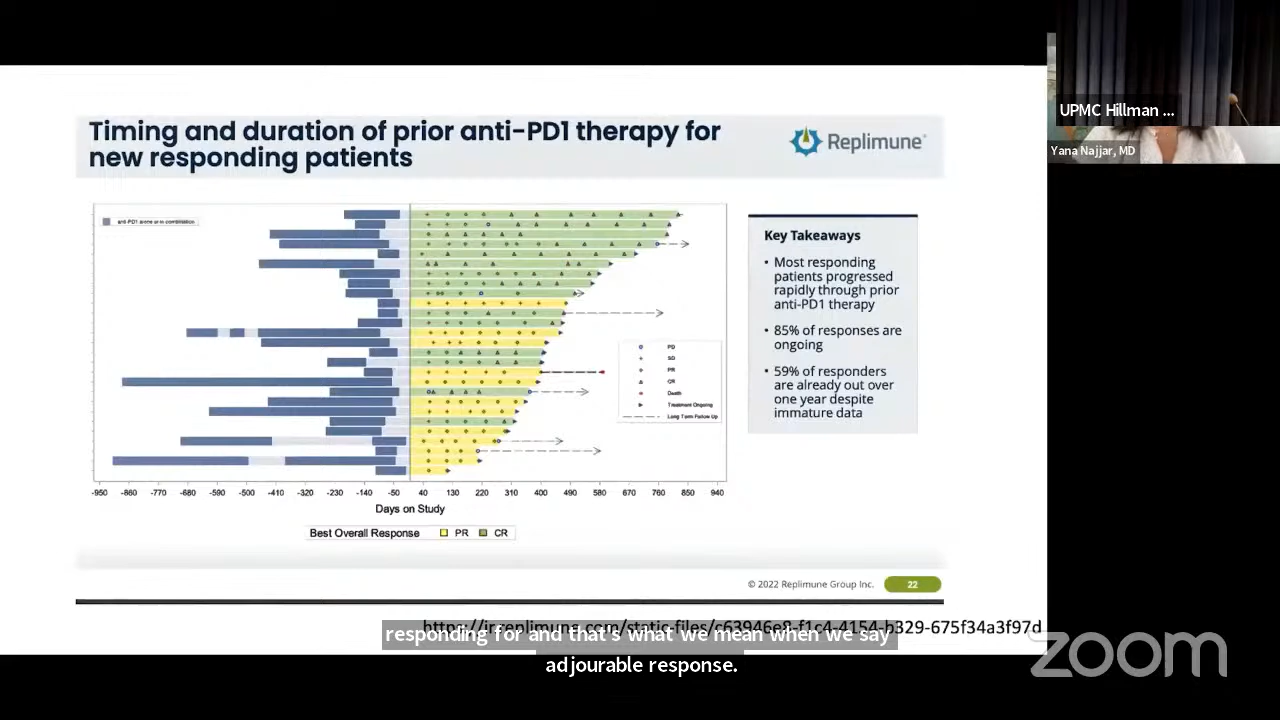 Timing and duration of prior anti-PD1 therapy for
new responding patients
Replimune
anti-PD1 alone or in combination
PD
SD
PR
CR
Death
Treatment Ongoing
Long Term Follow Up
-950 -860 -770 -680 -590 -500 -410 -320 -230 -140 -50 40 130 220 310 400 490 580 670 760 850 940
Days on Study
Best Overall Response PR CR
Key Takeaways
• Most responding
patients progressed
rapidly through prior
anti-PD1 therapy
• 85% of responses are
ongoing
• 59% of responders
are already out over
one year despite
immature data
© 2022 Replimune Group Inc. 22
https://ir.replimune.com/static-files/c63946e8-f1c4-4154-b329-675f34a3f97d
responding for and that's what we mean when we say
adjourable response.
UPMC Hillman ...
Yana Najjar, MD
zoom